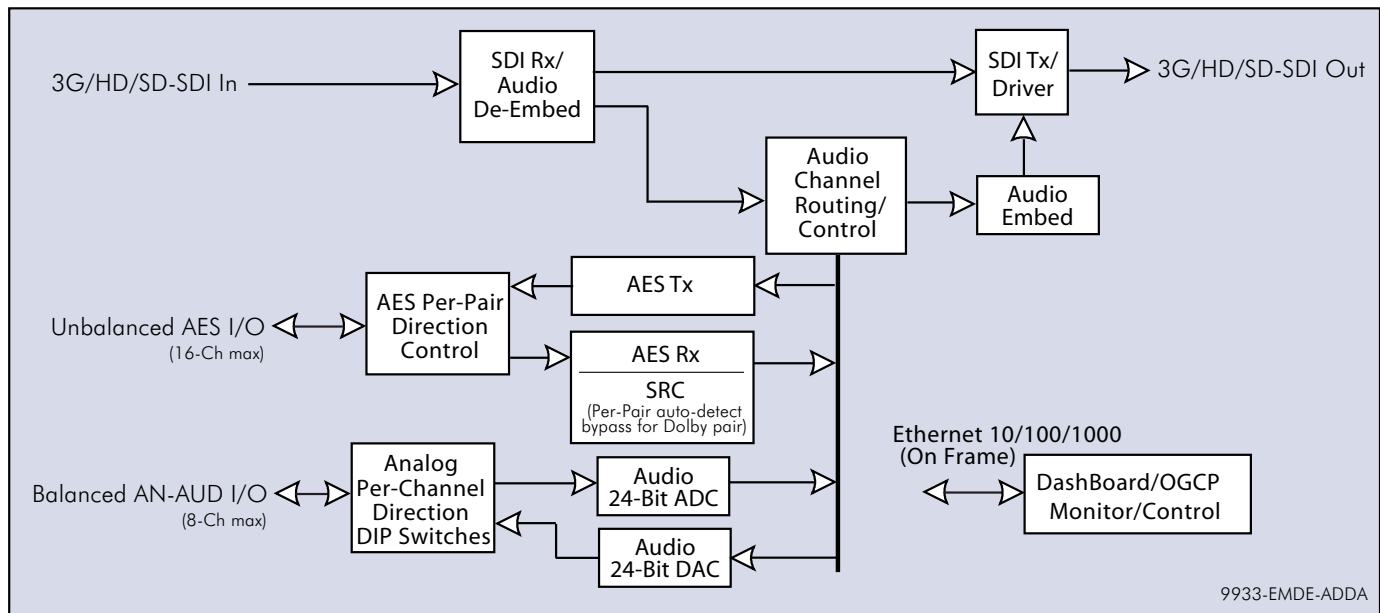 3G/HD/SD-SDI In
SDI Rx/
Audio
De-Embed
SDI Tx/
Driver
3G/HD/SD-SDI Out
Audio
Channel
Routing/
Control
Audio
Embed
Unbalanced AES I/O
(16-Ch max)
AES Per-Pair
Direction
Control
AES Tx
AES Rx
SRC
(Per-Pair auto-detect
bypass for Dolby pair)
Balanced AN-AUD I/O
(8-Ch max)
Analog
Per-Channel
Direction
DIP Switches
Audio
24-Bit ADC
Audio
24-Bit DAC
Ethernet 10/100/1000
(On Frame)
DashBoard/OGCP
Monitor/Control
9933-EMDE-ADDA